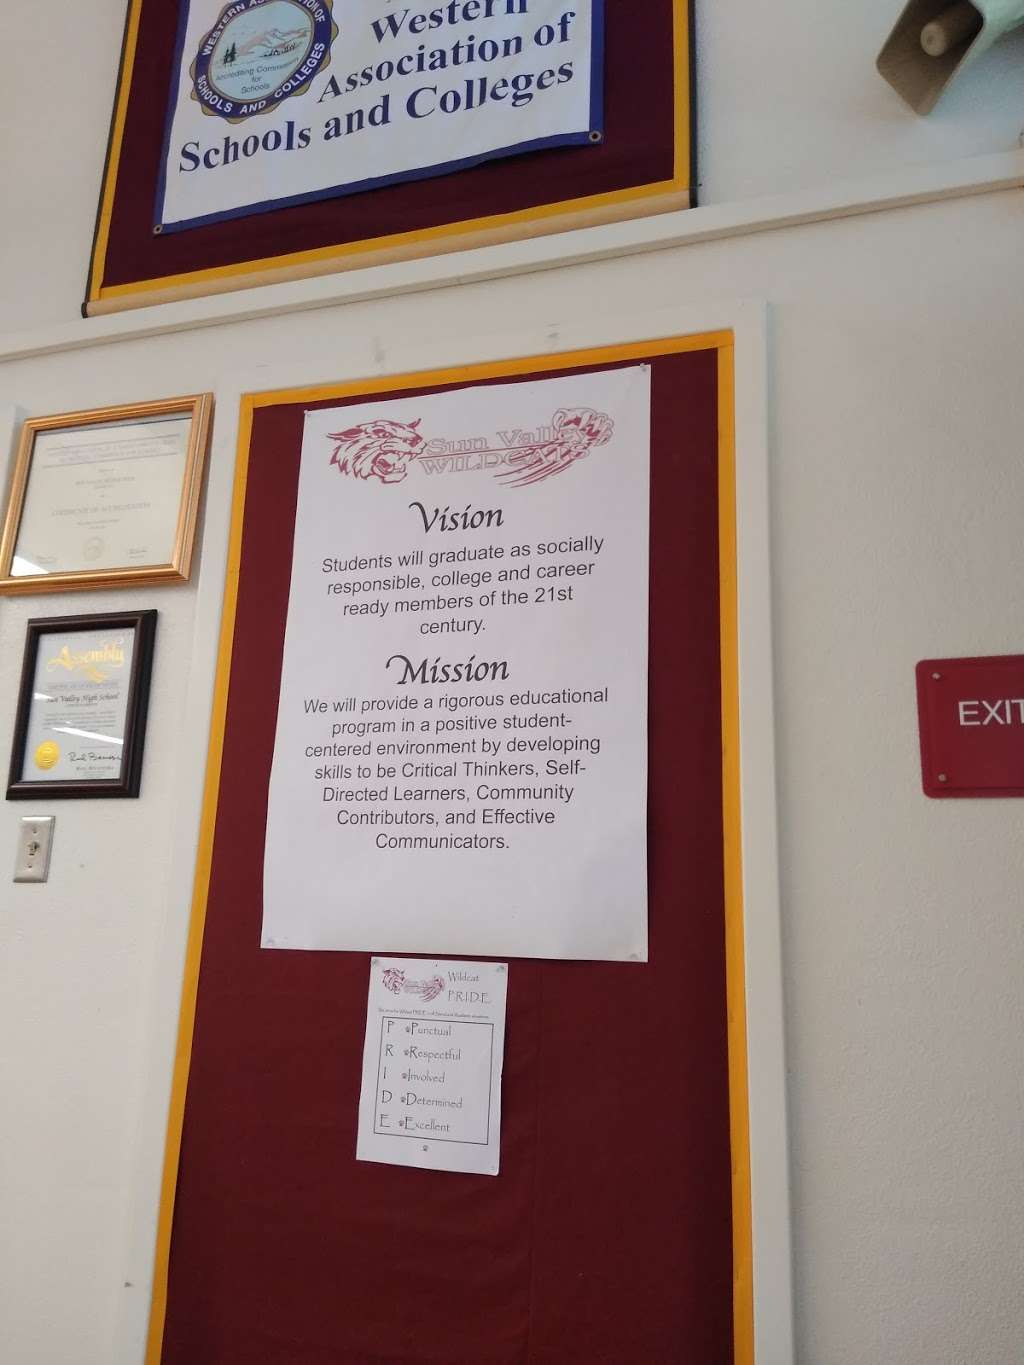 WESTERN ASSOCIATION OF
SCHOOLS AND COLLEGES
Accrediting Commission
for
Schools
Western
Association of
Schools and Colleges
Sun Valley
WILDCATS
Vision
Students will graduate as socially
responsible, college and career
ready members of the 21st
century.
Mission
We will provide a rigorous educational
program in a positive student-
centered environment by developing
skills to be Critical Thinkers, Self-
Directed Learners, Community
Contributors, and Effective
Communicators.
Wildcat
P.R.I.D.E
P Punctual
R Respectful
I Involved
D Determined
E Excellent
CERTIFICATE OF ACCREDITATION
Assembly
Sun Valley High School
EXIT